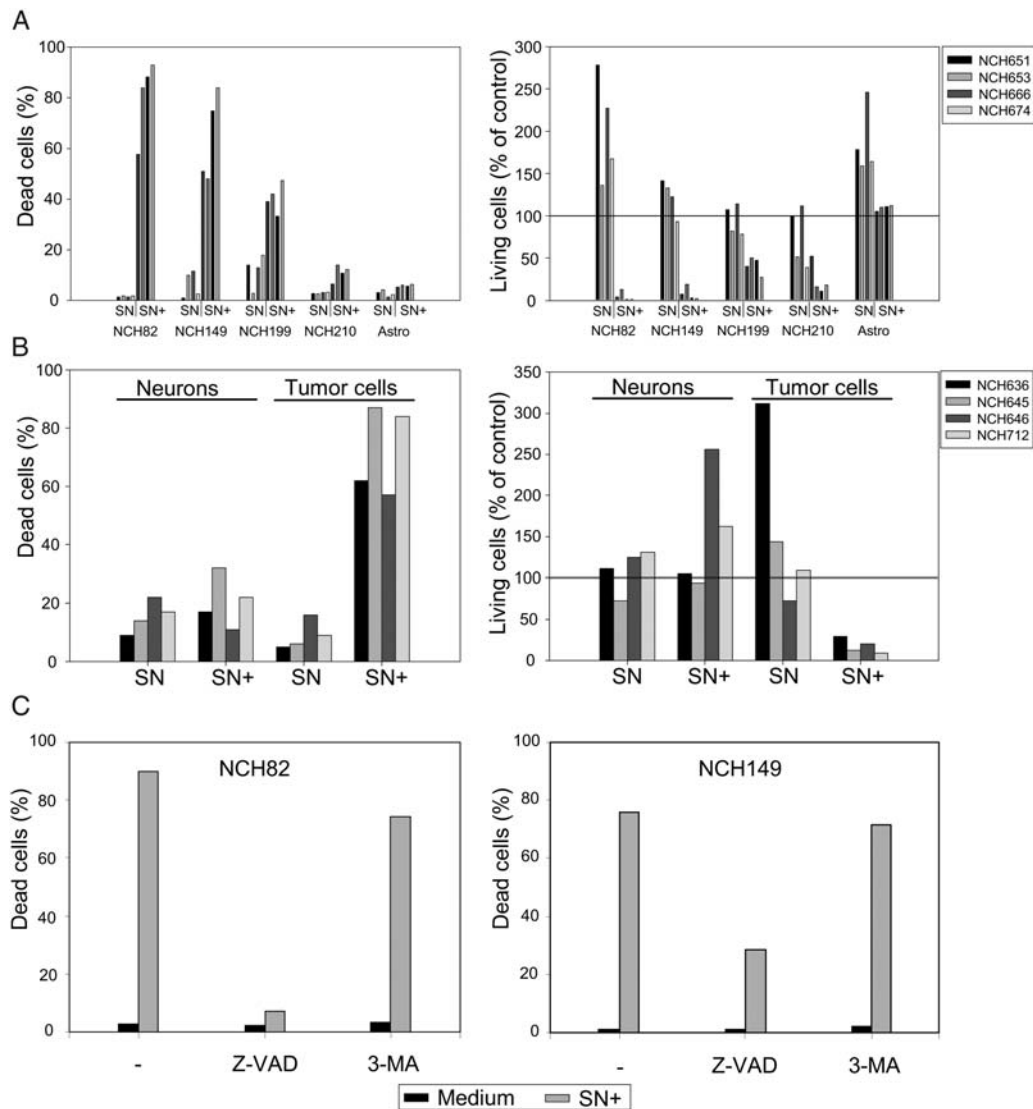 A
Dead cells (%)
100
80
60
40
20
0
SN SN+ SN SN+ SN SN+ SN SN+ SN SN+
NCH82 NCH149 NCH199 NCH210 Astro
Living cells (% of control)
300
250
200
150
100
50
0
SN SN+ SN SN+ SN SN+ SN SN+ SN SN+
NCH82 NCH149 NCH199 NCH210 Astro
NCH651
NCH653
NCH666
NCH674
B
Dead cells (%)
100
80
60
40
20
0
Neurons Tumor cells
SN SN+ SN SN+
Living cells (% of control)
350
300
250
200
150
100
50
0
Neurons Tumor cells
SN SN+ SN SN+
NCH636
NCH645
NCH646
NCH712
C
Dead cells (%)
100
80
60
40
20
0
NCH82
- Z-VAD 3-MA
Dead cells (%)
100
80
60
40
20
0
NCH149
- Z-VAD 3-MA
Medium SN+